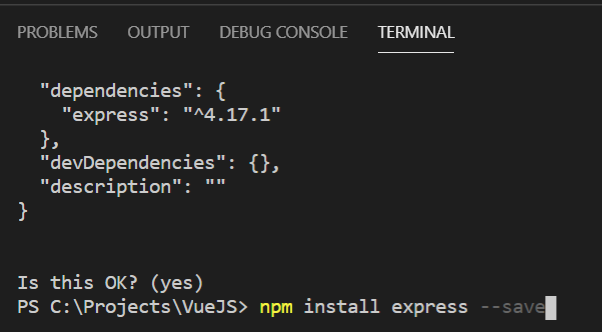 PROBLEMS OUTPUT DEBUG CONSOLE TERMINAL
"dependencies": {
"express": "^4.17.1"
},
"devDependencies": {},
"description": ""
}
Is this OK? (yes)
PS C:\Projects\VueJS> npm install express --save